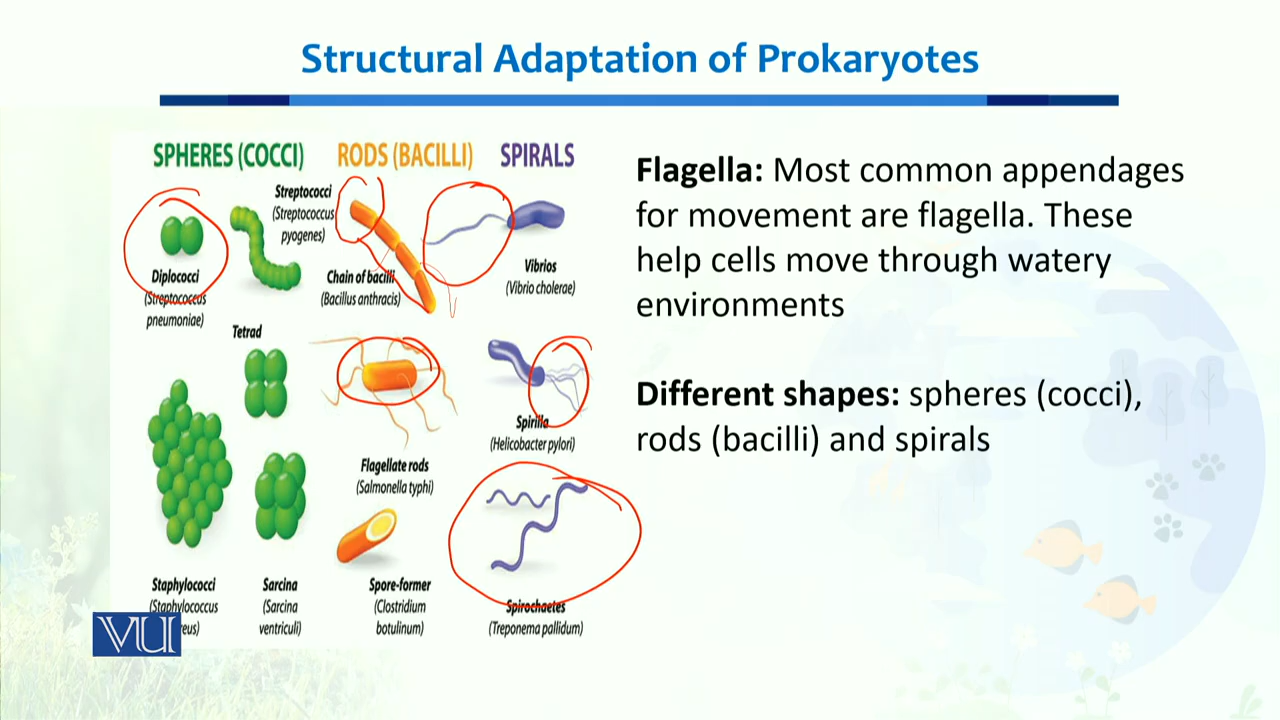 Structural Adaptation of Prokaryotes
SPHERES (COCCI)
Diplococci
(Streptococcus
pneumoniae)
Streptococci
(Streptococcus
pyogenes)
Tetrad
Staphylococci
(Staphylococcus
reus)
Sarcina
(Sarcina
ventriculi)
RODS (BACILLI)
Chain of bacilli
(Bacillus anthracis)
Flagellate rods
(Salmonella typhi)
Spore-former
(Clostridium
botulinum)
SPIRALS
Vibrios
(Vibrio cholerae)
Spirilla
(Helicobacter pylori)
Spirochaetes
(Treponema pallidum)
Flagella: Most common appendages
for movement are flagella. These
help cells move through watery
environments
Different shapes: spheres (cocci),
rods (bacilli) and spirals
VU